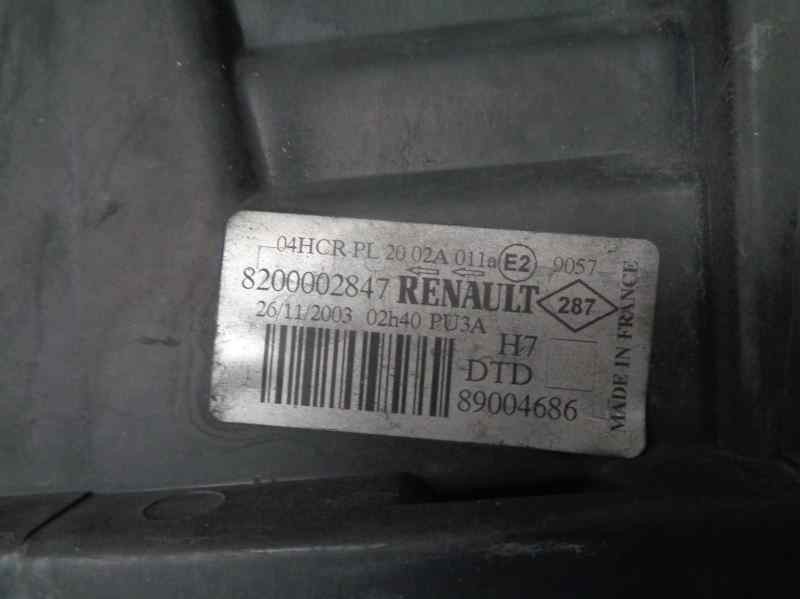 04HCR PL 20 02A 011a E2 9057
8200002847 RENAULT 287
26/11/2003 02h40 PU3A
H7
DTD
89004686
MADE IN FRANCE